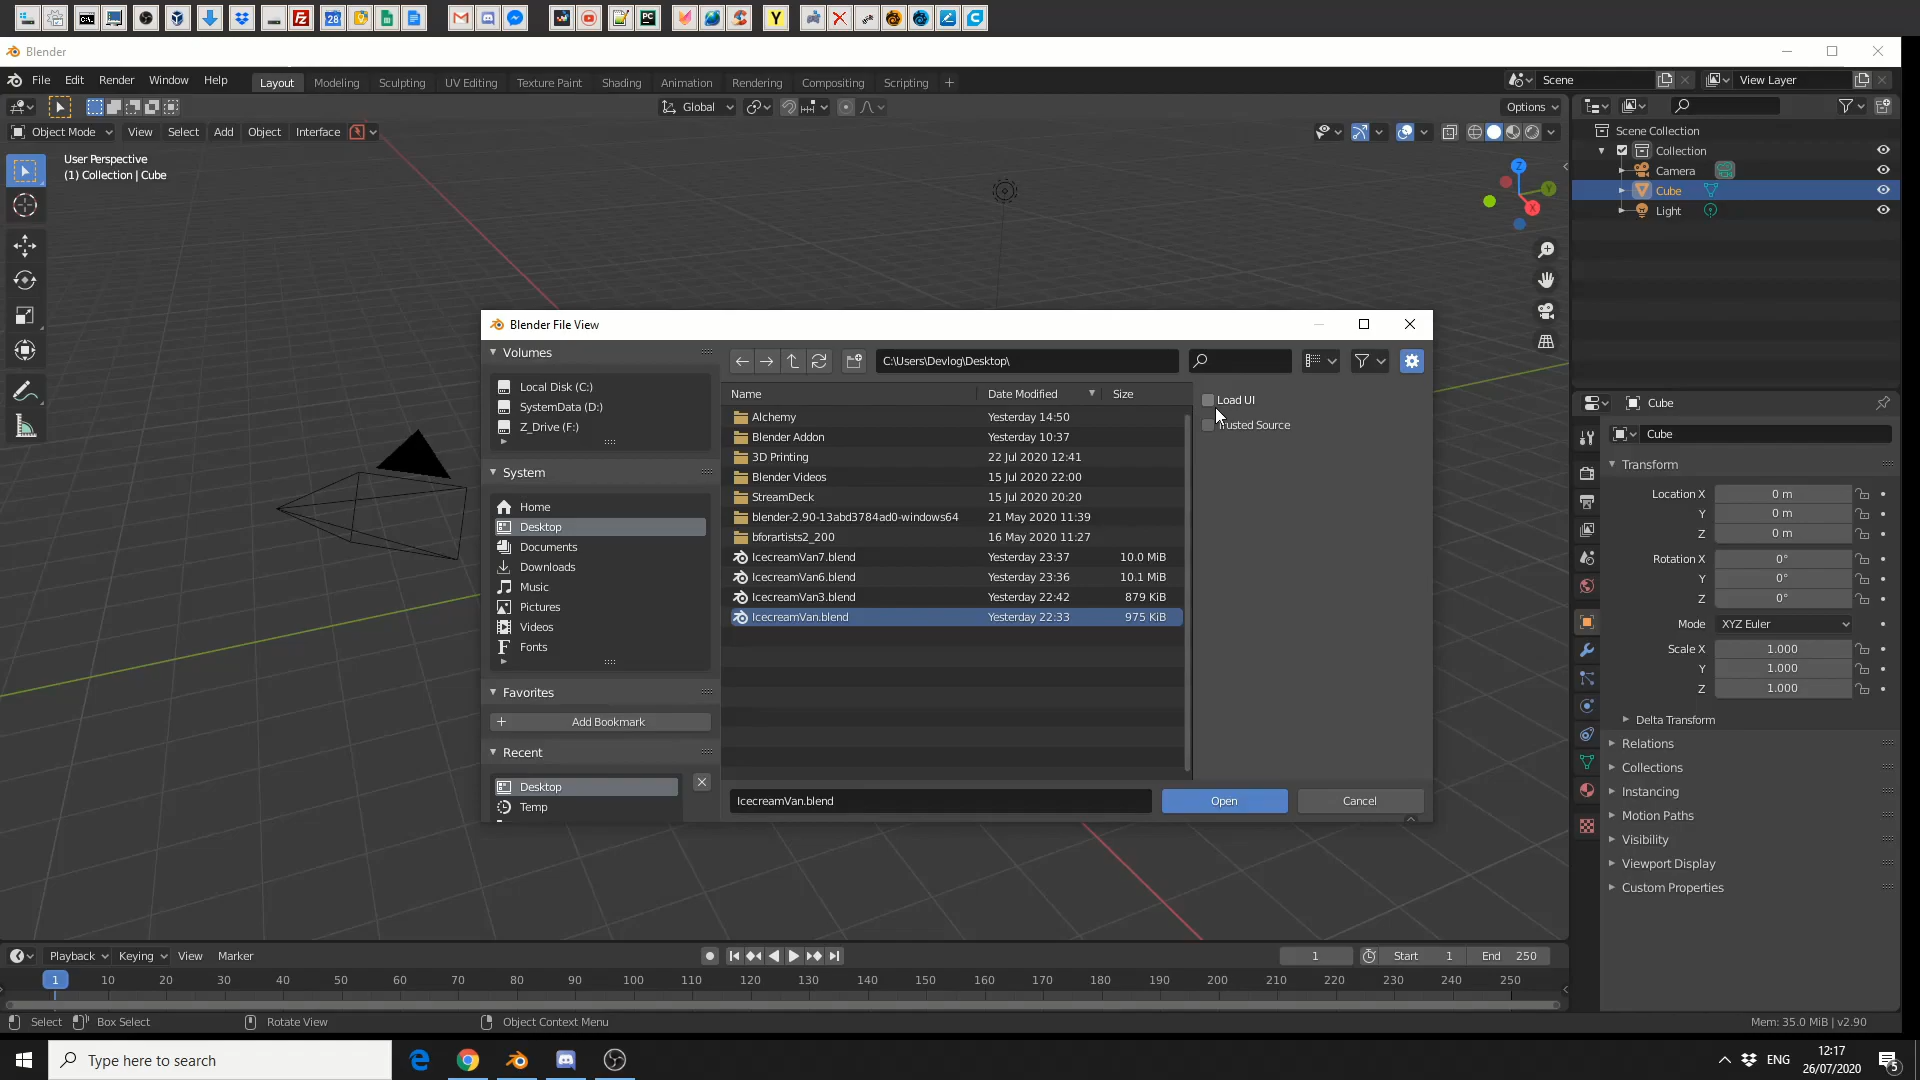 28
Y
Blender
File Edit Render Window Help
Layout Modeling Sculpting UV Editing Texture Paint Shading Animation Rendering Compositing Scripting +
Scene
View Layer
Global
Options
Object Mode View Select Add Object Interface
User Perspective
(1) Collection | Cube
Z
Y
X
Scene Collection
Collection
Camera
Cube
Light
Blender File View
Volumes
Local Disk (C:)
SystemData (D:)
Z_Drive (F:)
System
Home
Desktop
Documents
Downloads
Music
Pictures
Videos
Fonts
Favorites
Add Bookmark
Recent
Desktop
Temp
C:\Users\Devlog\Desktop\
Name Date Modified Size
Alchemy Yesterday 14:50
Blender Addon Yesterday 10:37
3D Printing 22 Jul 2020 12:41
Blender Videos 15 Jul 2020 22:00
StreamDeck 15 Jul 2020 20:20
blender-2.90-13abd3784ad0-windows64 21 May 2020 11:39
bforartists2_200 16 May 2020 11:27
IcecreamVan7.blend Yesterday 23:37 10.0 MiB
IcecreamVan6.blend Yesterday 23:36 10.1 MiB
IcecreamVan3.blend Yesterday 22:42 879 KiB
IcecreamVan.blend Yesterday 22:33 975 KiB
Load UI
usted Source
IcecreamVan.blend
Open
Cancel
Cube
Cube
Transform
Location X 0 m
Y 0 m
Z 0 m
Rotation X 0°
Y 0°
Z 0°
Mode XYZ Euler
Scale X 1.000
Y 1.000
Z 1.000
Delta Transform
Relations
Collections
Instancing
Motion Paths
Visibility
Viewport Display
Custom Properties
Playback Keying View Marker
1 Start 1 End 250
1 10 20 30 40 50 60 70 80 90 100 110 120 130 140 150 160 170 180 190 200 210 220 230 240 250
Select Box Select Rotate View Object Context Menu
Mem: 35.0 MiB | v2.90
Type here to search
ENG
12:17
26/07/2020
5